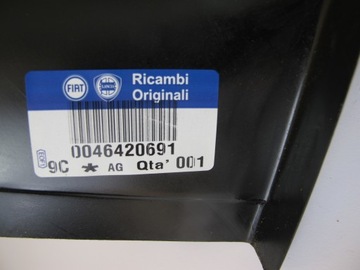 FIAT LANCIA Ricambi
Originali
0046420691
9C * AG Qta' 001